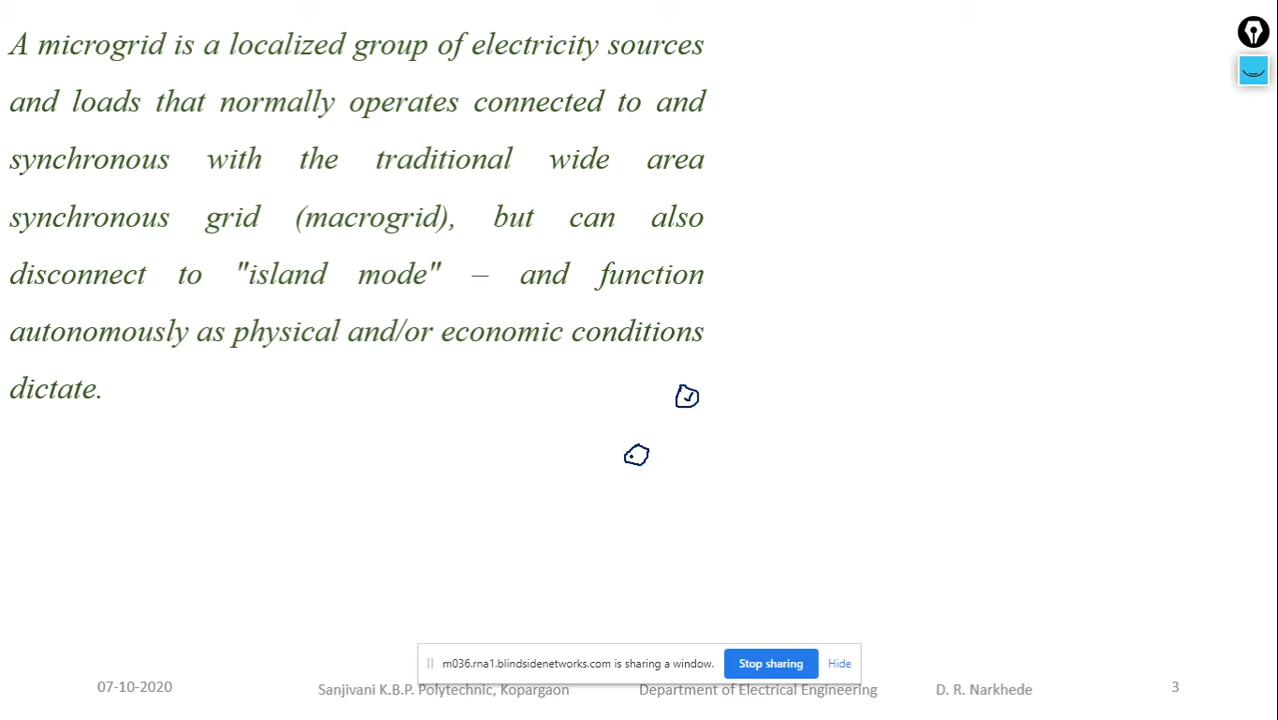 A microgrid is a localized group of electricity sources
and loads that normally operates connected to and
synchronous with the traditional wide area
synchronous grid (macrogrid), but can also
disconnect to "island mode" – and function
autonomously as physical and/or economic conditions
dictate.
m036.rna1.blindsidenetworks.com is sharing a window. Stop sharing Hide
07-10-2020 Sanjivani K.B.P. Polytechnic, Kopargaon Department of Electrical Engineering D. R. Narkhede 3